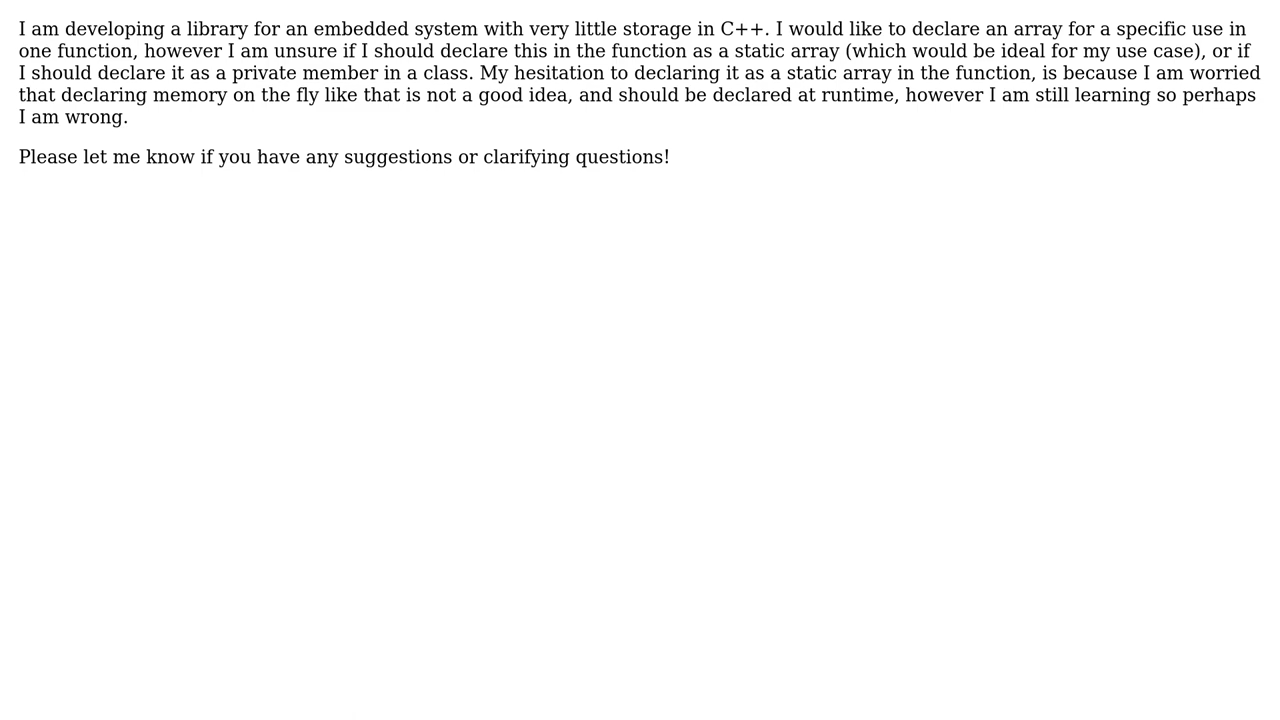 I am developing a library for an embedded system with very little storage in C++. I would like to declare an array for a specific use in
one function, however I am unsure if I should declare this in the function as a static array (which would be ideal for my use case), or if
I should declare it as a private member in a class. My hesitation to declaring it as a static array in the function, is because I am worried
that declaring memory on the fly like that is not a good idea, and should be declared at runtime, however I am still learning so perhaps
I am wrong.
Please let me know if you have any suggestions or clarifying questions!